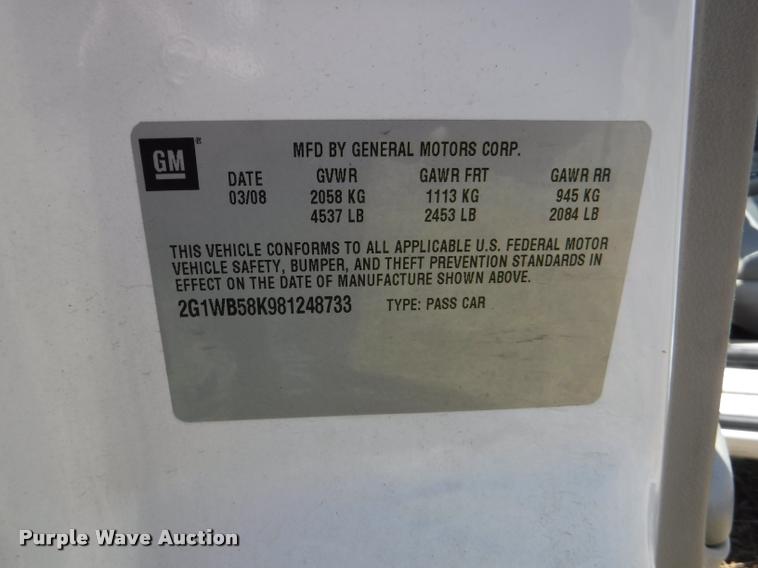 GM ®
MFD BY GENERAL MOTORS CORP.
DATE GVWR GAWR FRT GAWR RR
03/08 2058 KG 1113 KG 945 KG
4537 LB 2453 LB 2084 LB
THIS VEHICLE CONFORMS TO ALL APPLICABLE U.S. FEDERAL MOTOR
VEHICLE SAFETY, BUMPER, AND THEFT PREVENTION STANDARDS IN
EFFECT ON THE DATE OF MANUFACTURE SHOWN ABOVE.
2G1WB58K981248733 TYPE: PASS CAR
Purple Wave Auction